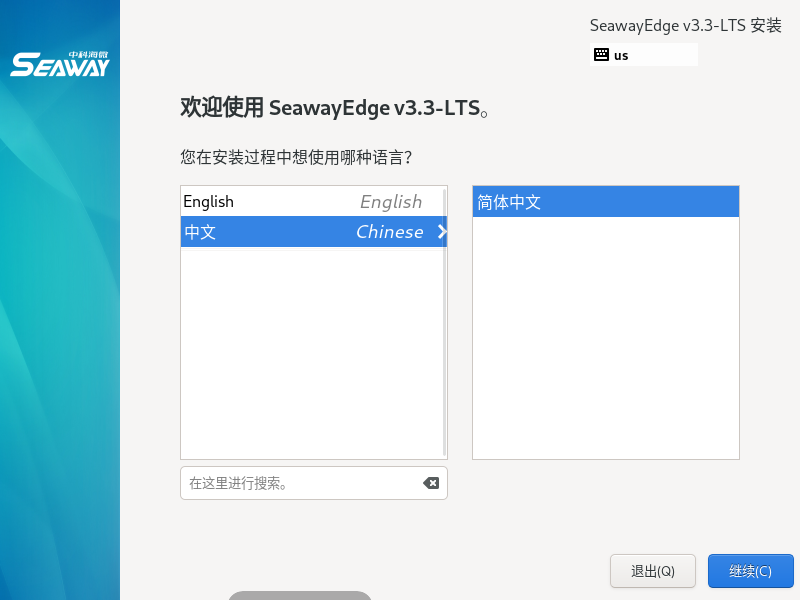 中科海微
SEAWAY
SeawayEdge v3.3-LTS 安装
us
欢迎使用 SeawayEdge v3.3-LTS。
您在安装过程中想使用哪种语言？
English English
中文 Chinese
简体中文
在这里进行搜索。
退出(Q)
继续(C)